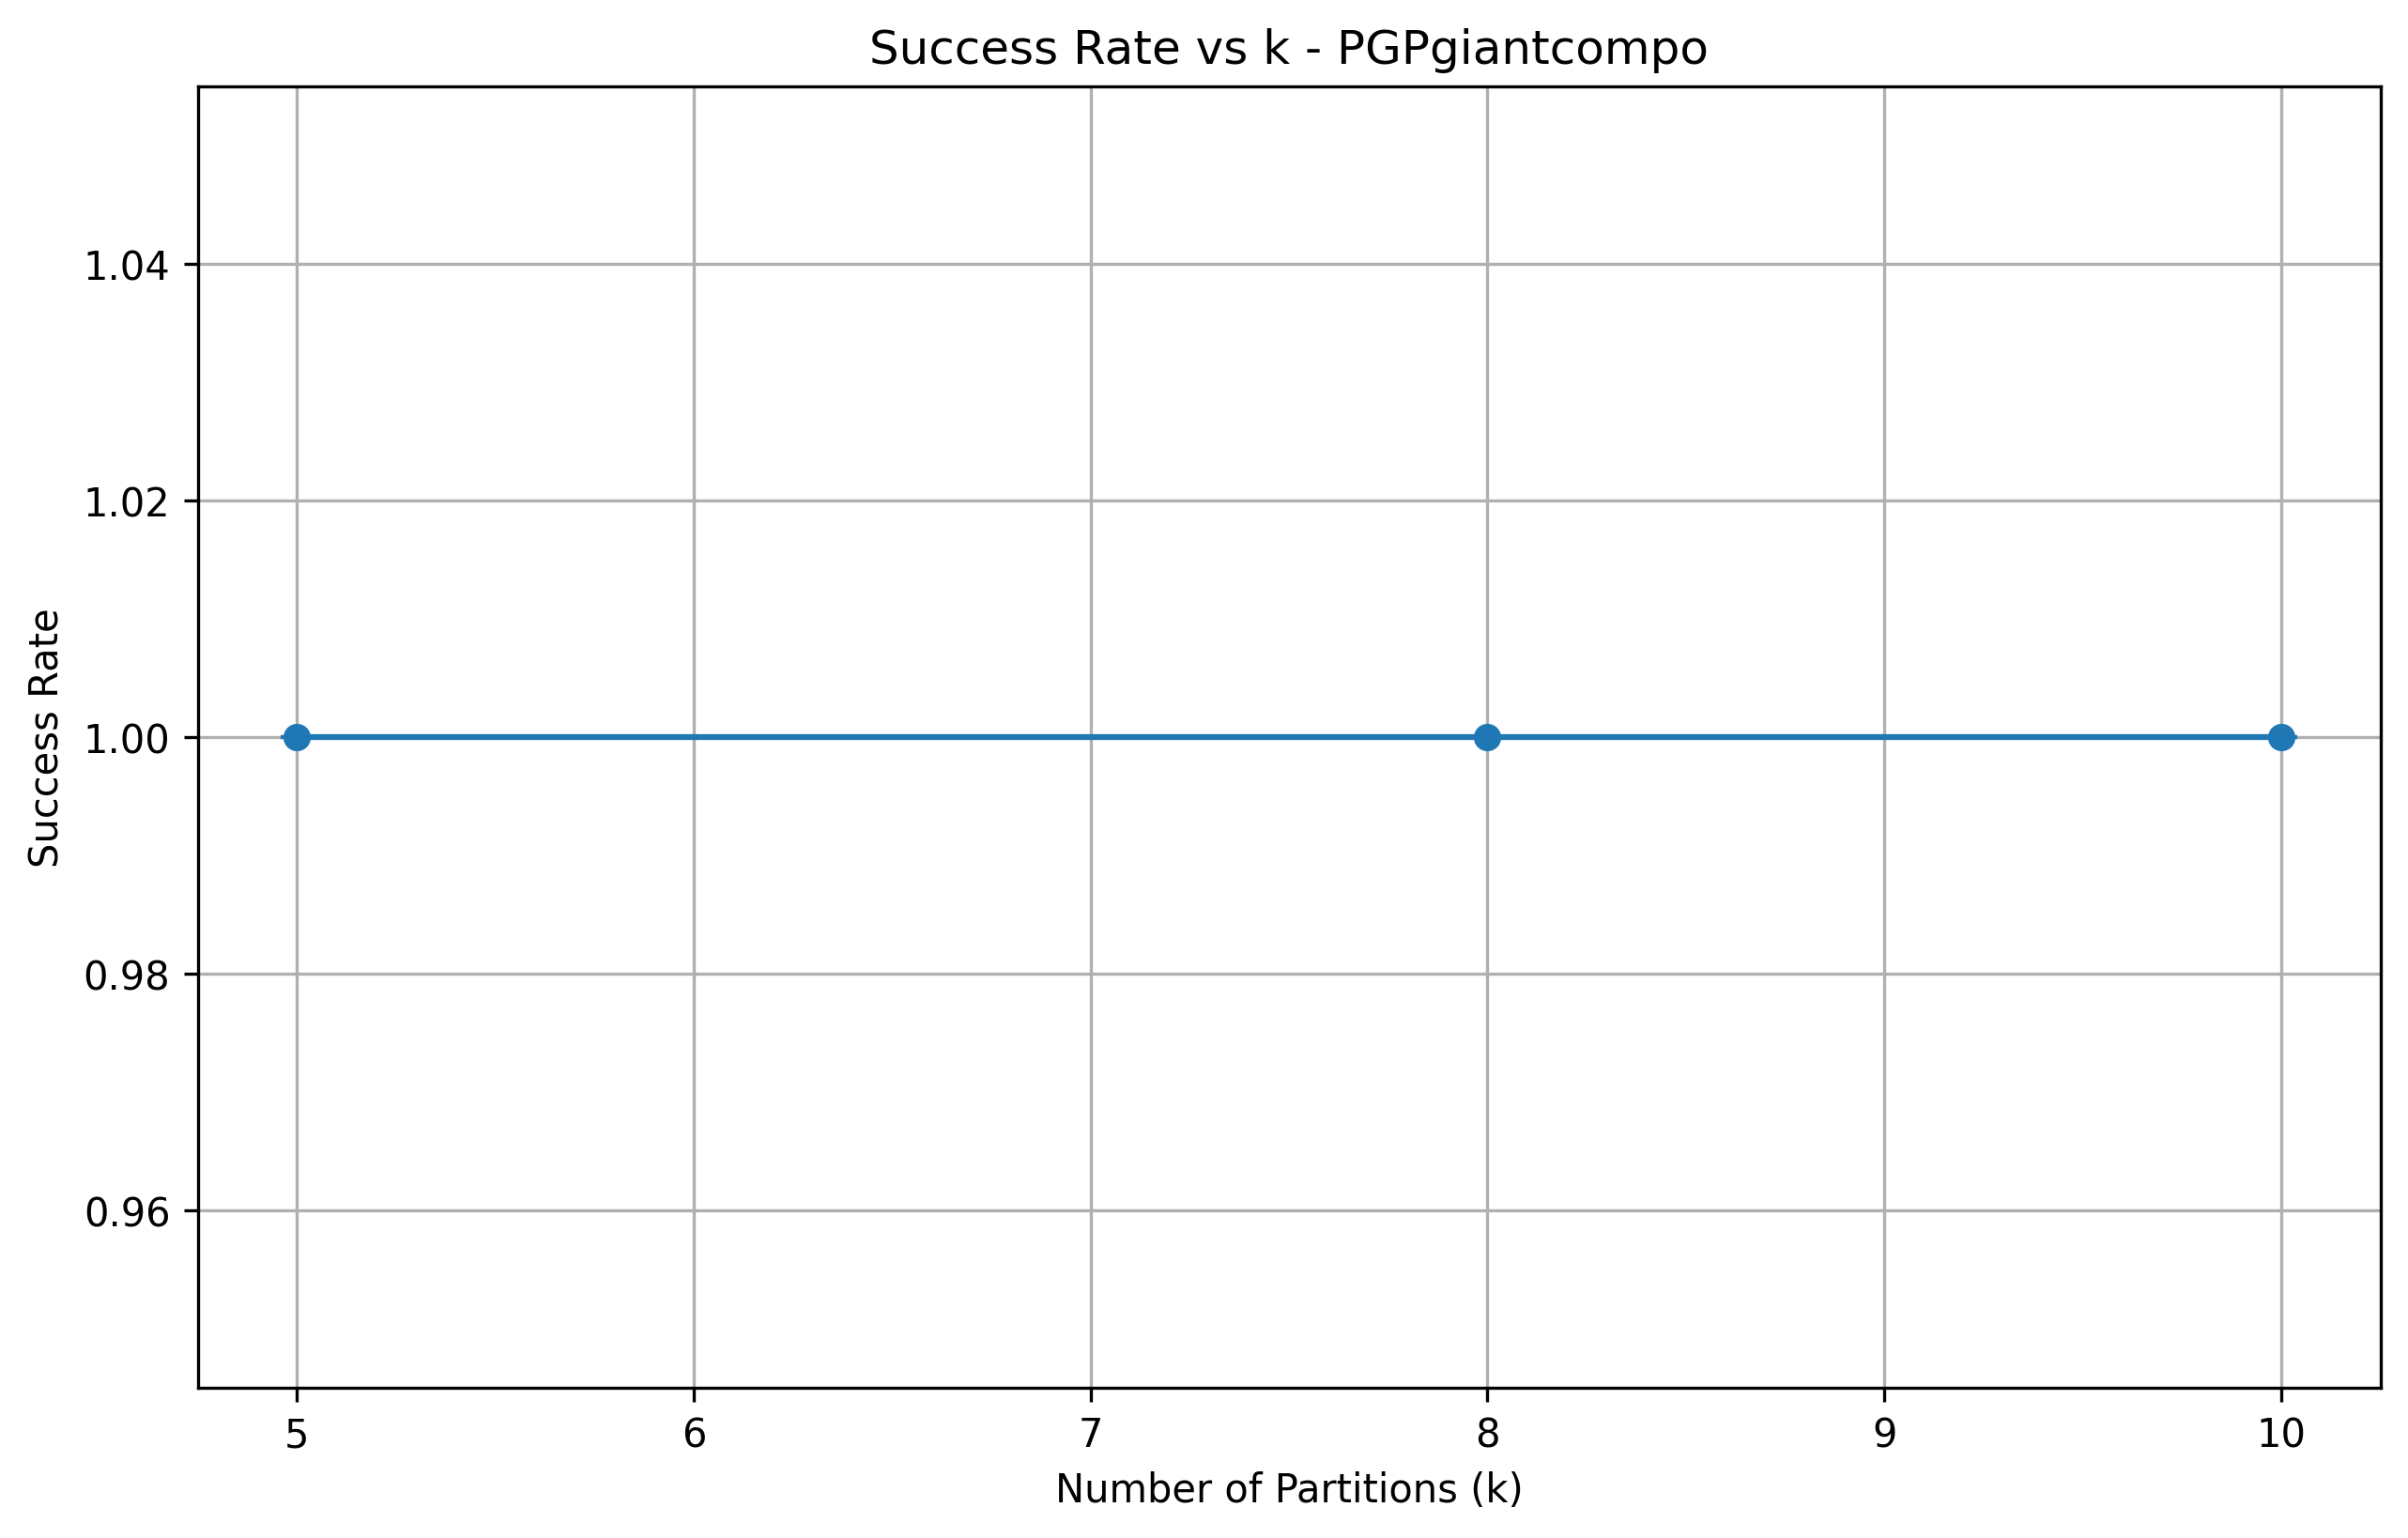 Success Rate vs k - PGPgiantcompo
Success Rate
1.04
1.02
1.00
0.98
0.96
5 6 7 8 9 10
Number of Partitions (k)